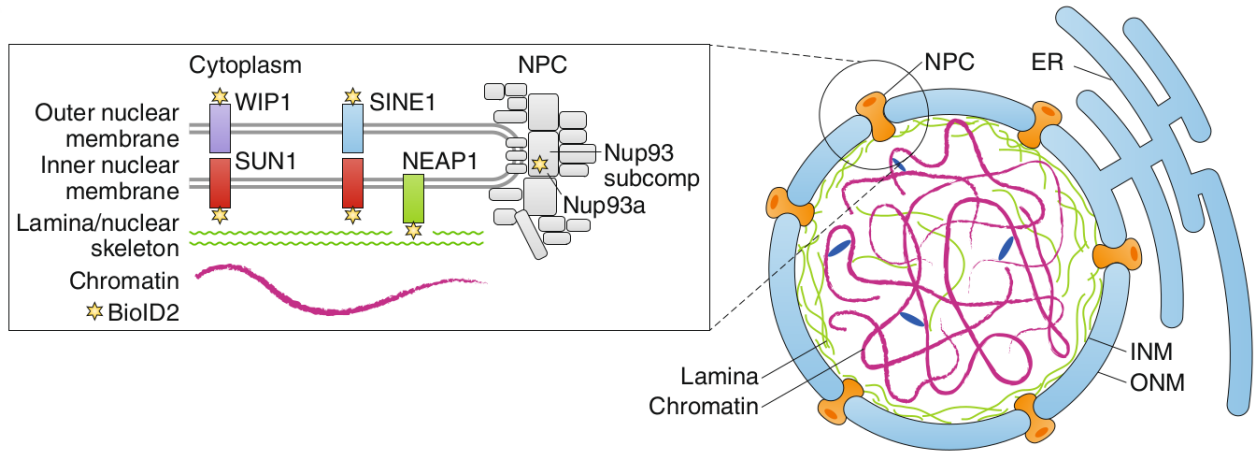 Cytoplasm
NPC
WIP1
SINE1
Outer nuclear
membrane
SUN1
NEAP1
Inner nuclear
membrane
Nup93
subcomp
Nup93a
Lamina/nuclear
skeleton
Chromatin
BioID2
NPC
ER
INM
ONM
Lamina
Chromatin